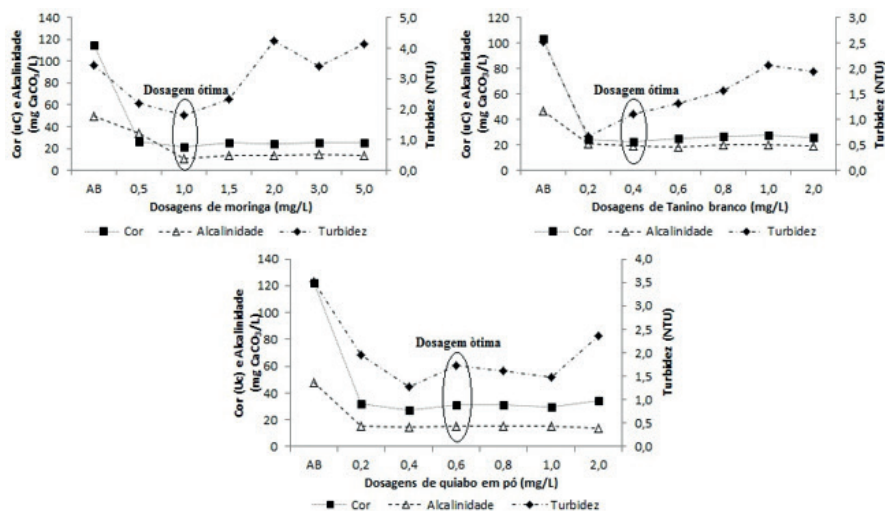 Cor (uC) e Alcalinidade
(mg CaCO₃/L)
140
120
100
80
60
40
20
0
Dosagem ótima
5,0
4,0
3,0
2,0
1,0
0,0
Turbidez (NTU)
AB 0,5 1,0 1,5 2,0 3,0 5,0
Dosagens de moringa (mg/L)
Cor Alcalinidade Turbidez
Cor (uC) e Alcalinidade
(mg CaCO₃/L)
120
100
80
60
40
20
0
Dosagem ótima
3,0
2,5
2,0
1,5
1,0
0,5
0,0
Turbidez (NTU)
AB 0,2 0,4 0,6 0,8 1,0 2,0
Dosagens de Tanino branco (mg/L)
Cor Alcalinidade Turbidez
Cor (Uc) e Alcalinidade
(mg CaCO₃/L)
140
120
100
80
60
40
20
0
Dosagem òtima
4,0
3,5
3,0
2,5
2,0
1,5
1,0
0,5
0,0
Turbidez (NTU)
AB 0,2 0,4 0,6 0,8 1,0 2,0
Dosagens de quiabo em pó (mg/L)
Cor Alcalinidade Turbidez